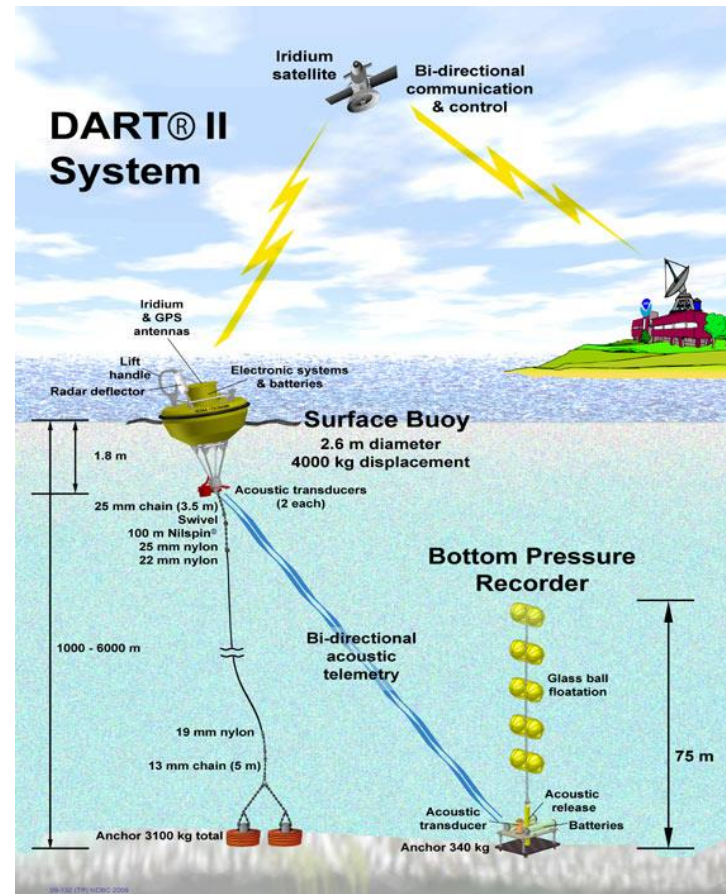 Iridium
satellite
Bi-directional
communication
& control
DART® II
System
Iridium
& GPS
antennas
Lift
handle
Radar deflector
Electronic systems
& batteries
Surface Buoy
2.6 m diameter
4000 kg displacement
1.8 m
Acoustic transducers
(2 each)
25 mm chain (3.5 m)
Swivel
100 m Nilspin®
25 mm nylon
22 mm nylon
Bottom Pressure
Recorder
1000 - 6000 m
Bi-directional
acoustic
telemetry
Glass ball
floatation
75 m
19 mm nylon
13 mm chain (5 m)
Acoustic
release
Acoustic
transducer
Batteries
Anchor 3100 kg total
Anchor 340 kg